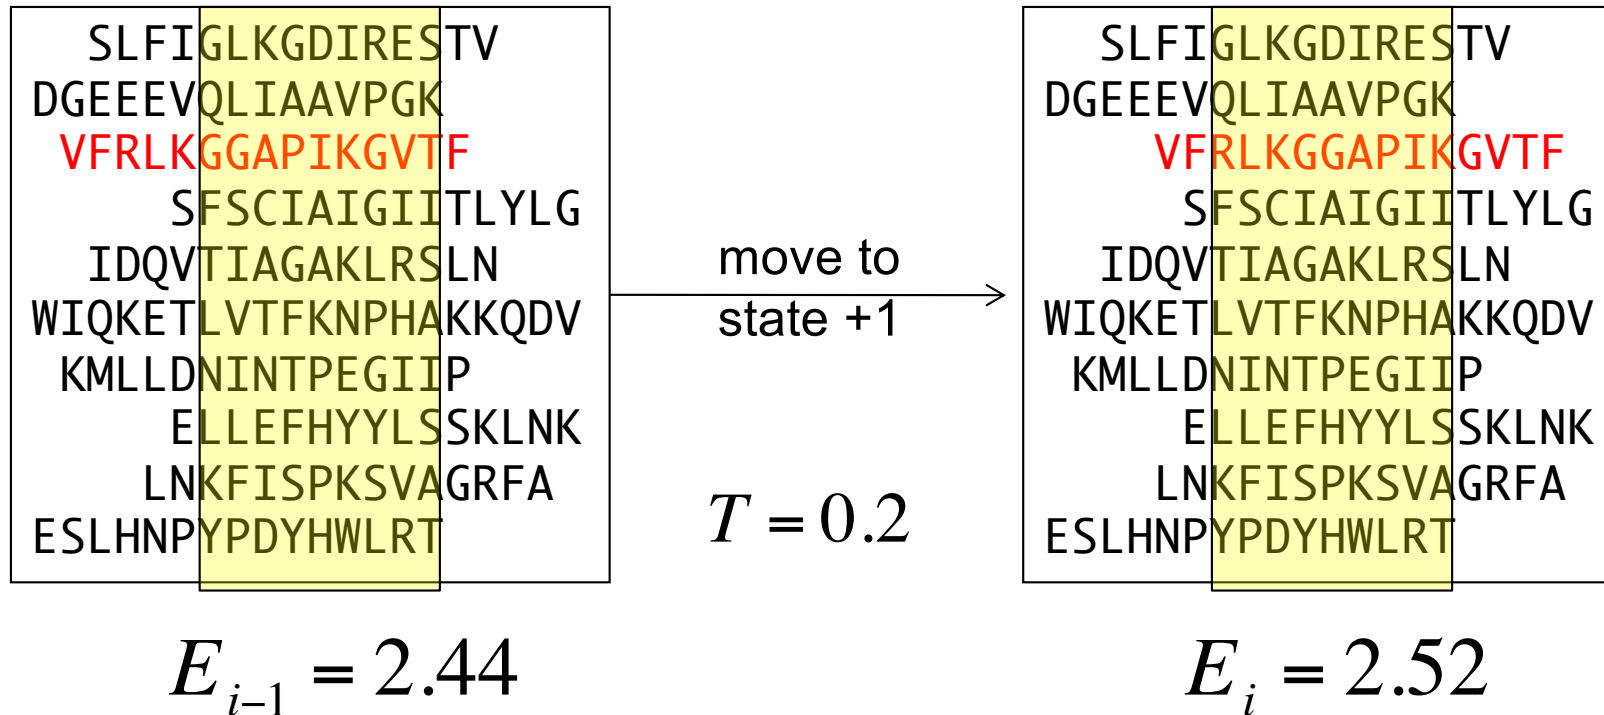 SLFIGLKGDIRESTV
DGEEEVQLIAAVPGK
VFRLKGGAPIKGVTF
SFSCIAIGIITLYLG
IDQVTIAGAKLRSLN
WIQKETLVTFKNPHAKKQDV
KMLLDNINTPEGIIP
ELLEFHYYLSSKLNK
LNKFISPKSVAGRFA
ESLHNPYPDYHWLRT
E_{i−1} = 2.44
move to
state +1
T = 0.2
SLFIGLKGDIRESTV
DGEEEVQLIAAVPGK
VFRLKGGAPIKGVTF
SFSCIAIGIITLYLG
IDQVTIAGAKLRSLN
WIQKETLVTFKNPHAKKQDV
KMLLDNINTPEGIIP
ELLEFHYYLSSKLNK
LNKFISPKSVAGRFA
ESLHNPYPDYHWLRT
E_i = 2.52